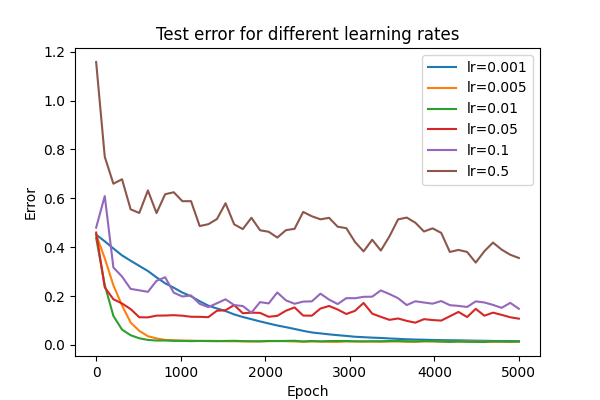 Test error for different learning rates
1.2
1.0
0.8
0.6
0.4
0.2
0.0
Error
lr=0.001
lr=0.005
lr=0.01
lr=0.05
lr=0.1
lr=0.5
0 1000 2000 3000 4000 5000
Epoch